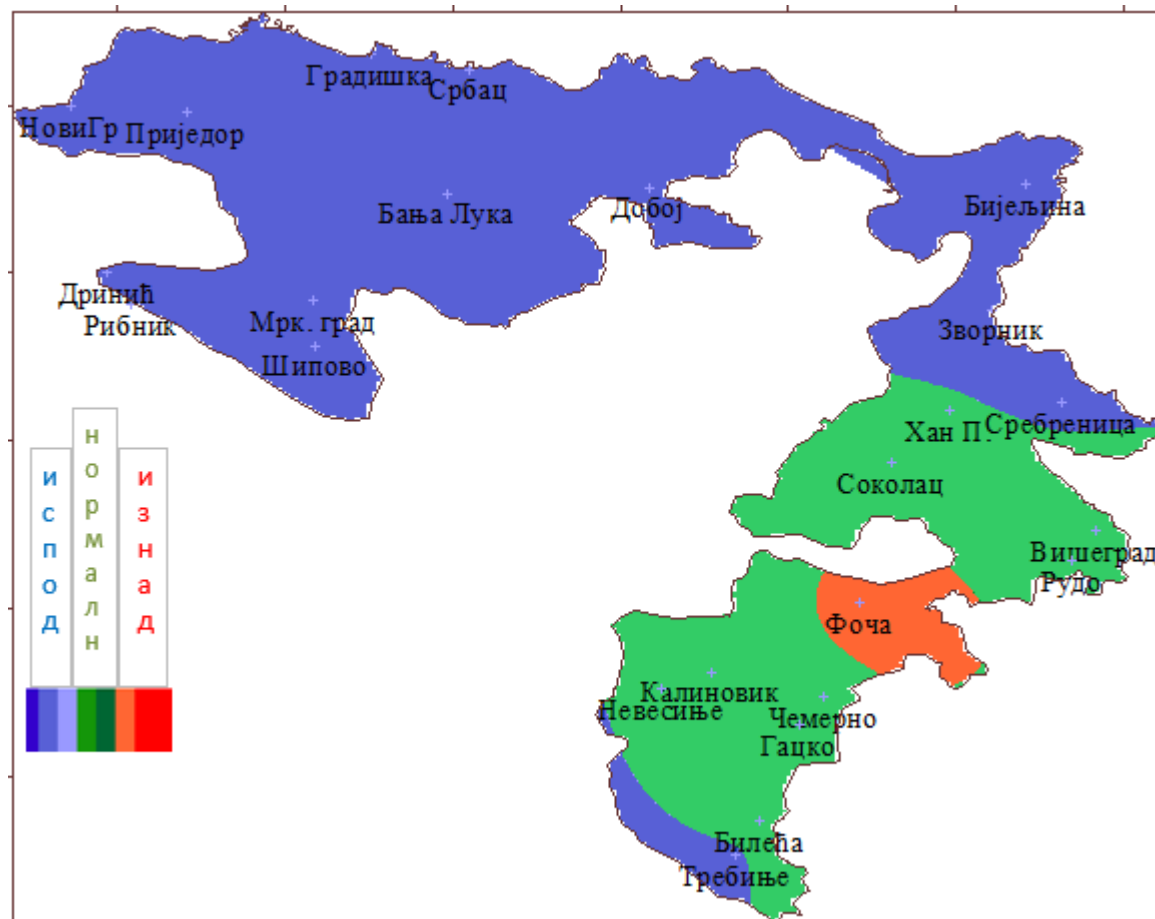 Градишка
Србац
НовиГр
Приједор
Бања Лука
Добој
Бијељина
Дринић
Рибник
Мрк. град
Шипово
Зворник
Хан П.
Сребреница
Соколац
Вишеград
Рудо
Фоча
Калиновик
Невесиње
Чемерно
Гацко
Билећа
Требиње
испод
нормалн
изнад